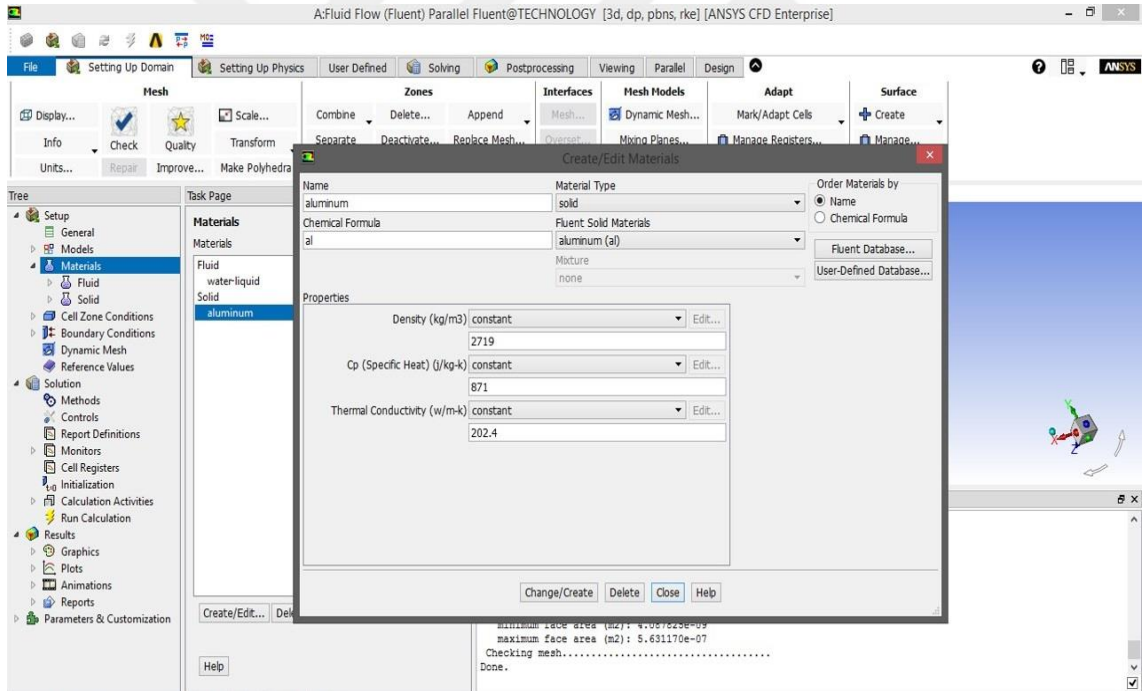 A:Fluid Flow (Fluent) Parallel Fluent@TECHNOLOGY [3d, dp, pbns, rke] [ANSYS CFD Enterprise]
File Setting Up Domain Setting Up Physics User Defined Solving Postprocessing Viewing Parallel Design ANSYS
Mesh Zones Interfaces Mesh Models Adapt Surface
Display... Scale... Combine Delete... Append Mesh... Dynamic Mesh... Mark/Adapt Cells Create
Info Check Quality Transform Separate Deactivate... Replace Mesh... Overset... Mixing Planes... Manage Registers... Manage...
Units... Repair Improve... Make Polyhedra
Tree
Setup
General
Models
Materials
Fluid
Solid
Cell Zone Conditions
Boundary Conditions
Dynamic Mesh
Reference Values
Solution
Methods
Controls
Report Definitions
Monitors
Cell Registers
Initialization
Calculation Activities
Run Calculation
Results
Graphics
Plots
Animations
Reports
Parameters & Customization
Task Page
Materials
Materials
Fluid
water-liquid
Solid
aluminum
Create/Edit...
Help
Create/Edit Materials
Name
aluminum
Chemical Formula
al
Material Type
solid
Fluent Solid Materials
aluminum (al)
Mixture
none
Order Materials by
Name
Chemical Formula
Fluent Database...
User-Defined Database...
Properties
Density (kg/m3) constant Edit...
2719
Cp (Specific Heat) (j/kg-k) constant Edit...
871
Thermal Conductivity (w/m-k) constant Edit...
202.4
Change/Create Delete Close Help
maximum face area (m2): 5.631170e-07
Checking mesh...................................
Done.